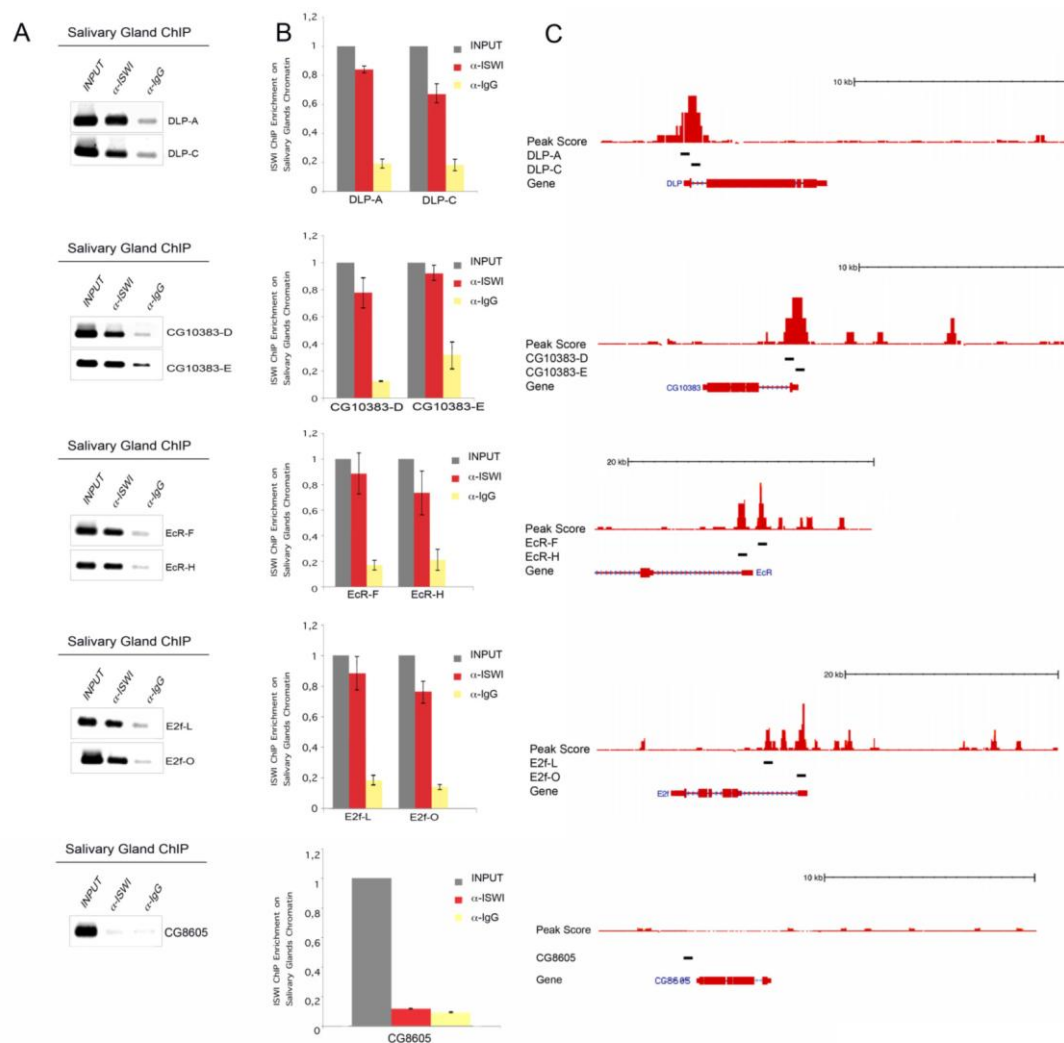 A
Salivary Gland ChIP
INPUT
α-ISWI
α-IgG
DLP-A
DLP-C
Salivary Gland ChIP
INPUT
α-ISWI
α-IgG
CG10383-D
CG10383-E
Salivary Gland ChIP
INPUT
α-ISWI
α-IgG
EcR-F
EcR-H
Salivary Gland ChIP
INPUT
α-ISWI
α-IgG
E2f-L
E2f-O
Salivary Gland ChIP
INPUT
α-ISWI
α-IgG
CG8605
B
ISWI ChIP Enrichment on
Salivary Glands Chromatin
1,2
1
0,8
0,6
0,4
0,2
0
INPUT
α-ISWI
α-IgG
DLP-A
DLP-C
ISWI ChIP Enrichment on
Salivary Glands Chromatin
1,2
1
0,8
0,6
0,4
0,2
0
INPUT
α-ISWI
α-IgG
CG10383-D
CG10383-E
ISWI ChIP Enrichment on
Salivary Glands Chromatin
1,2
1
0,8
0,6
0,4
0,2
0
INPUT
α-ISWI
α-IgG
EcR-F
EcR-H
ISWI ChIP Enrichment on
Salivary Glands Chromatin
1,2
1
0,8
0,6
0,4
0,2
0
INPUT
α-ISWI
α-IgG
E2f-L
E2f-O
ISWI ChIP Enrichment on
Salivary Glands Chromatin
1,2
1
0,8
0,6
0,4
0,2
0
INPUT
α-ISWI
α-IgG
CG8605
C
10 kb
Peak Score
DLP-A
DLP-C
Gene
DLP
10 kb
Peak Score
CG10383-D
CG10383-E
Gene
CG10383
20 kb
Peak Score
EcR-F
EcR-H
Gene
EcR
20 kb
Peak Score
E2f-L
E2f-O
Gene
E2f
10 kb
Peak Score
CG8605
Gene
CG8605